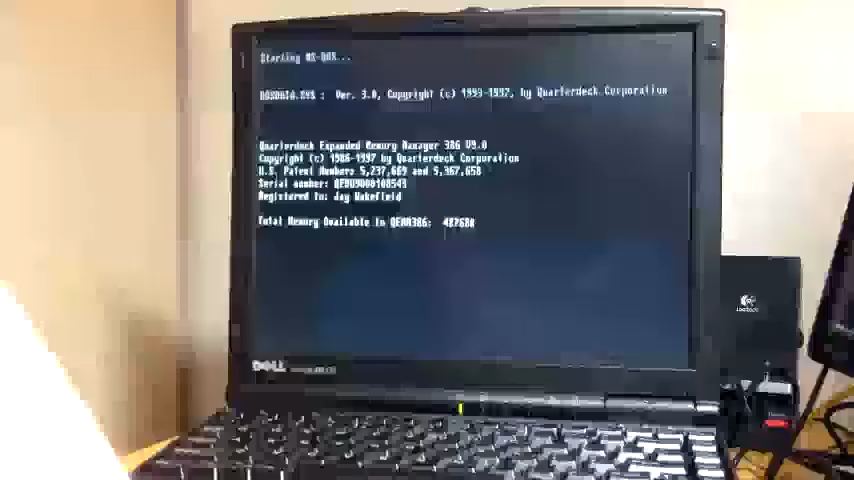 Starting MS-DOS...
DOSDATA.SYS : Ver. 3.0, Copyright (c) 1993-1997, by Quarterdeck Corporation
Quarterdeck Expanded Memory Manager 386 V9.0
Copyright (c) 1986-1997 by Quarterdeck Corporation
U.S. Patent Numbers 5,237,669 and 5,367,658
Serial number:
Registered to: Jay Wakefield
Total Memory Available to QEMM386:
DELL
Logitech